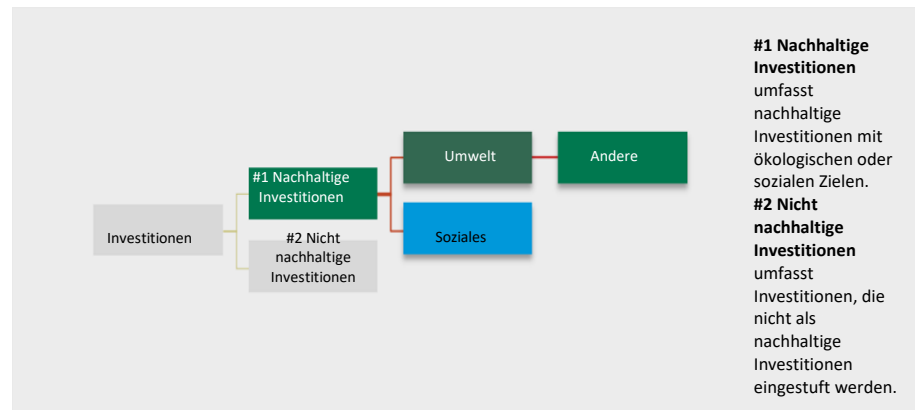 Investitionen
#1 Nachhaltige
Investitionen
#2 Nicht
nachhaltige
Investitionen
Umwelt
Soziales
Andere
#1 Nachhaltige
Investitionen
umfasst
nachhaltige
Investitionen mit
ökologischen oder
sozialen Zielen.
#2 Nicht
nachhaltige
Investitionen
umfasst
Investitionen, die
nicht als
nachhaltige
Investitionen
eingestuft werden.